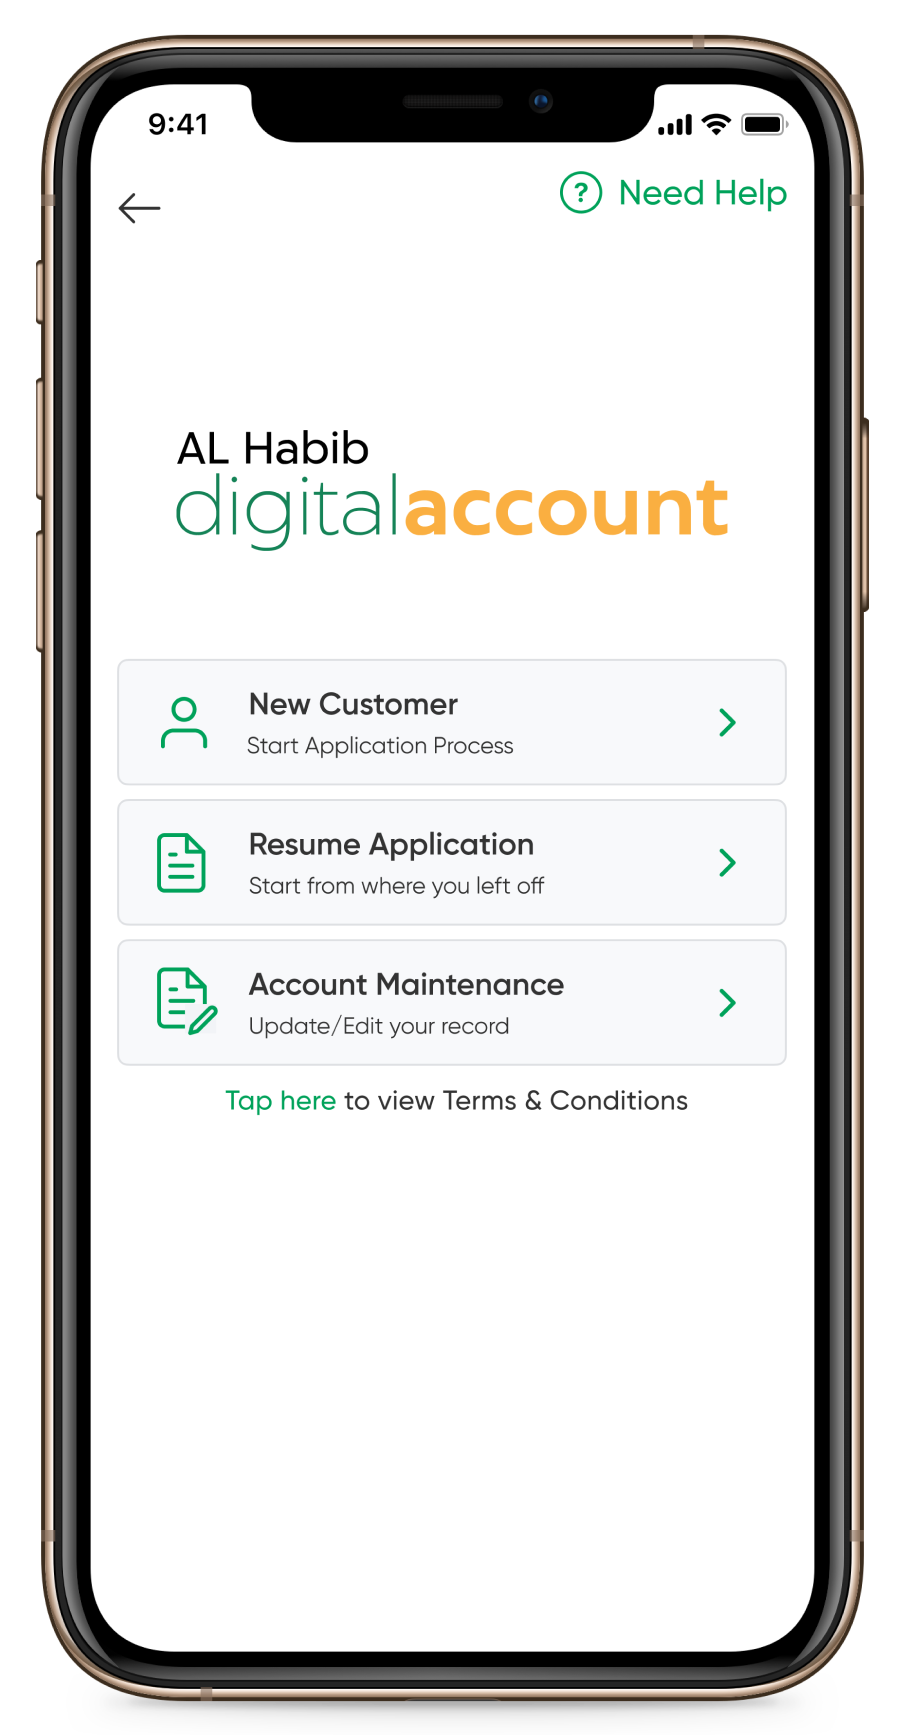 9:41
Need Help
AL Habib
digitalaccount
New Customer
Start Application Process
Resume Application
Start from where you left off
Account Maintenance
Update/Edit your record
Tap here to view Terms & Conditions